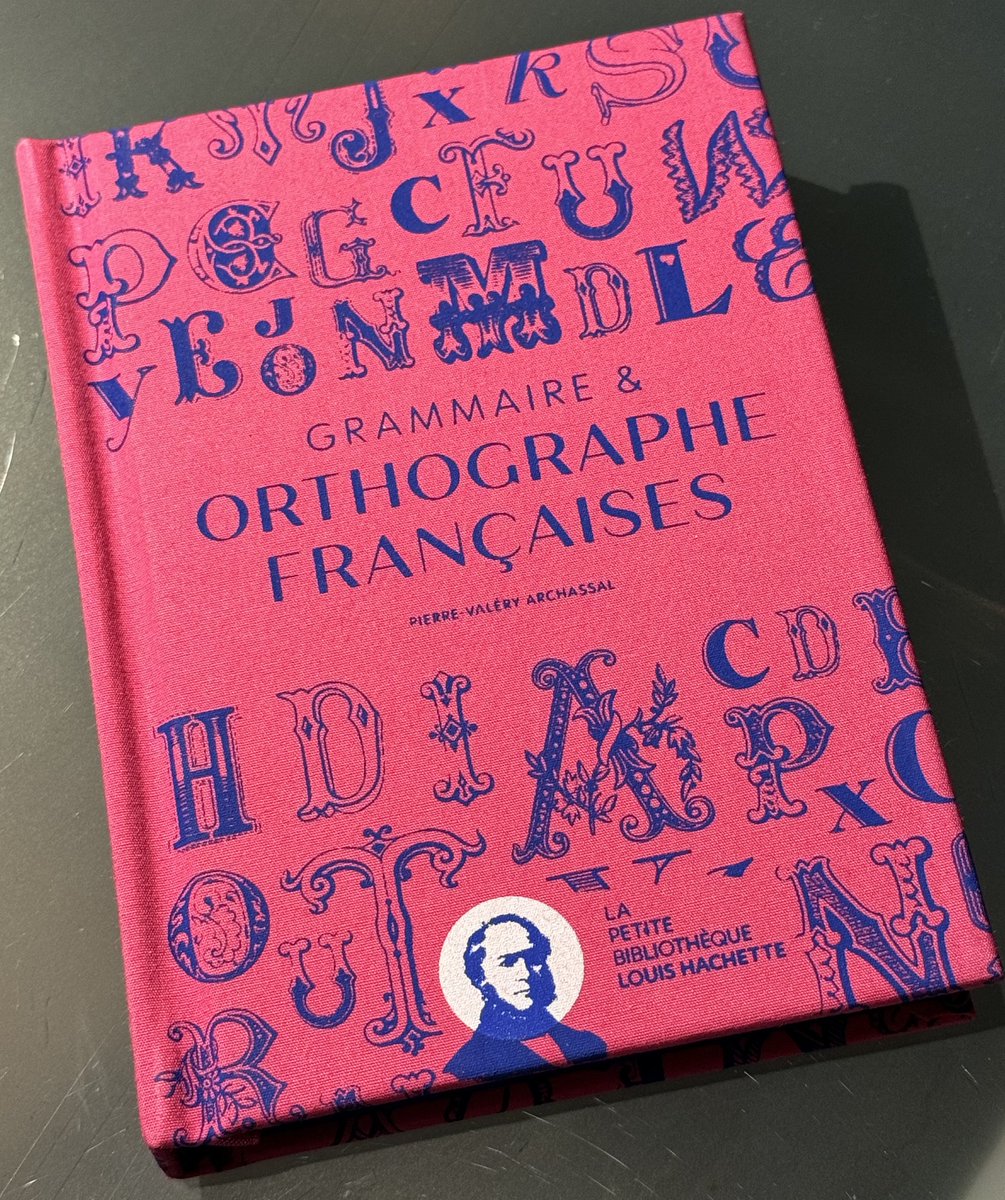 GRAMMAIRE &
ORTHOGRAPHE
FRANÇAISES
PIERRE-VALÉRY ARCHASSAL
LA
PETITE
BIBLIOTHÈQUE
LOUIS HACHETTE